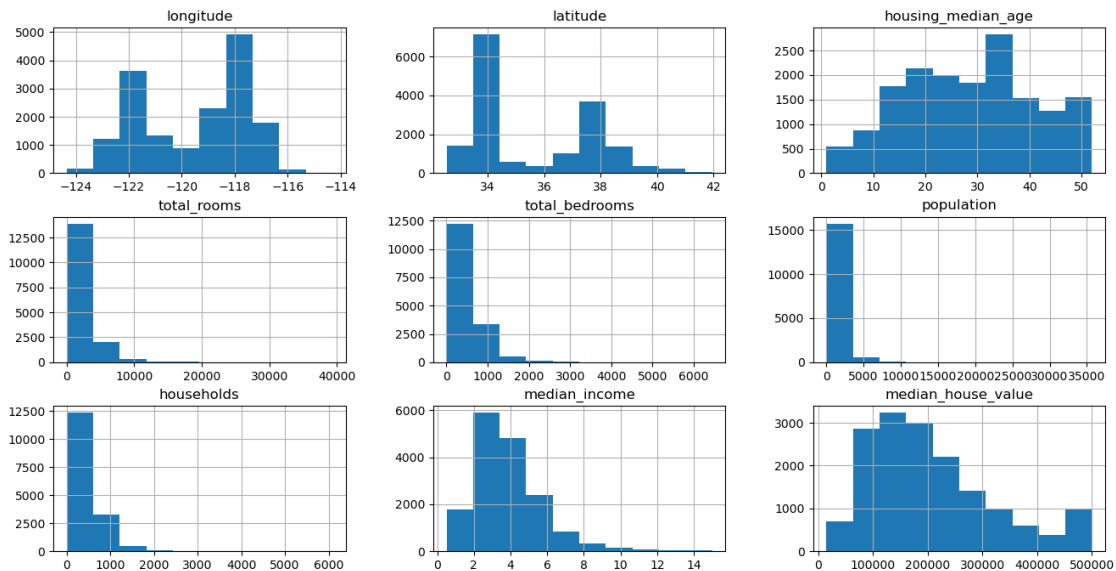 longitude
latitude
housing_median_age
5000
4000
3000
2000
1000
0
−124 −122 −120 −118 −116 −114
6000
4000
2000
0
34 36 38 40 42
2500
2000
1500
1000
500
0
0 10 20 30 40 50
total_rooms
total_bedrooms
population
12500
10000
7500
5000
2500
0
0 10000 20000 30000 40000
12500
10000
7500
5000
2500
0
0 1000 2000 3000 4000 5000 6000
15000
10000
5000
0
0 5000 10000 15000 20000 25000 30000 35000
households
median_income
median_house_value
12500
10000
7500
5000
2500
0
0 1000 2000 3000 4000 5000 6000
6000
4000
2000
0
2 4 6 8 10 12 14
3000
2000
1000
0
0 100000 200000 300000 400000 500000